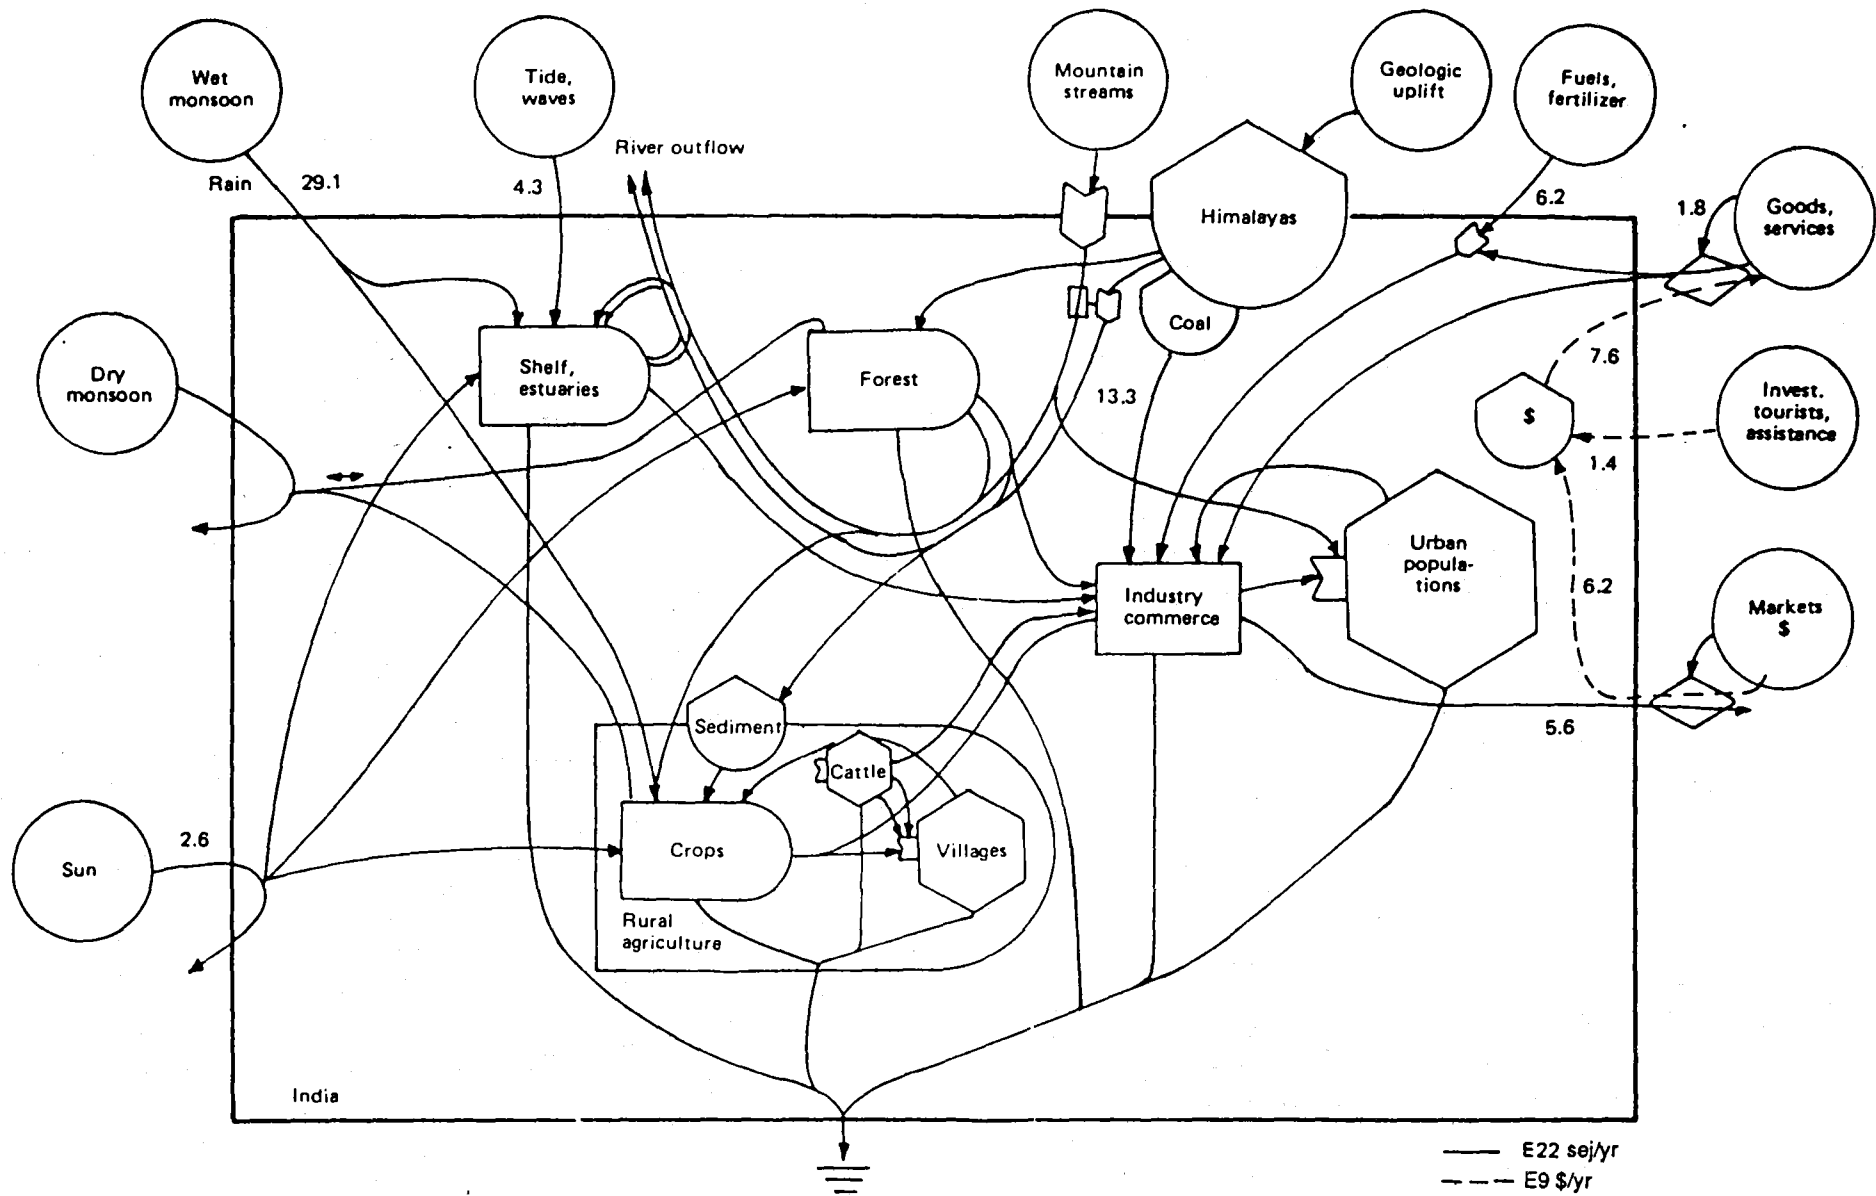 Wet
monsoon
Tide,
waves
Mountain
streams
Geologic
uplift
Fuels,
fertilizer
River outflow
Rain
29.1
4.3
6.2
1.8
Goods,
services
Himalayas
Coal
Dry
monsoon
Shelf,
estuaries
Forest
13.3
7.6
$
Invest.
tourists,
assistance
1.4
Urban
popula-
tions
Industry
commerce
6.2
Markets
$
5.6
Sediment
Cattle
Sun
2.6
Crops
Villages
Rural
agriculture
India
E22 sej/yr
E9 $/yr